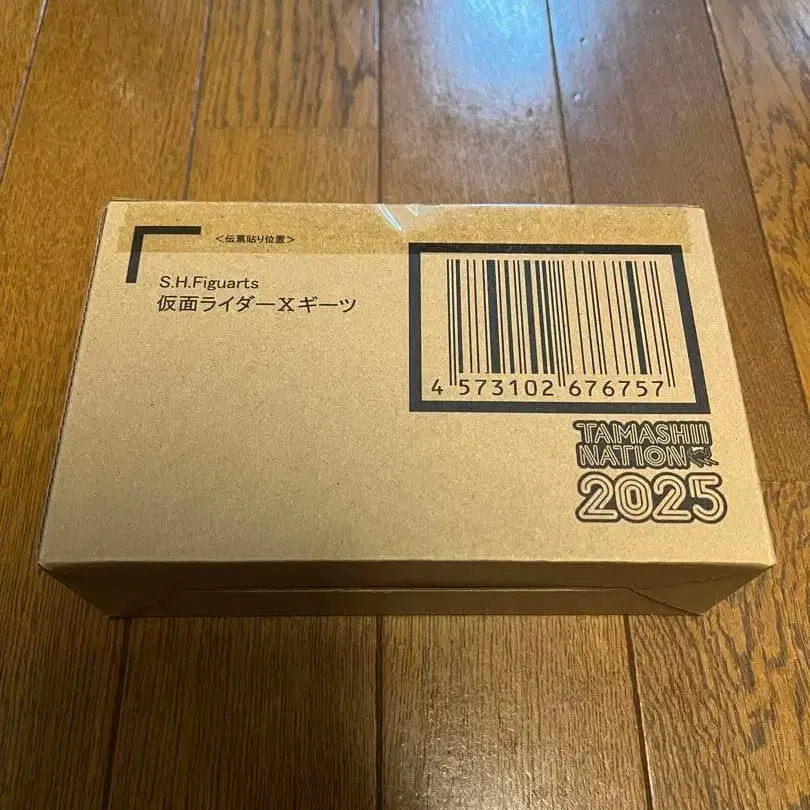 <伝票貼り位置>
S.H.Figuarts
仮面ライダーXギーツ
4 573102 676757
TAMASHII
NATION
2025